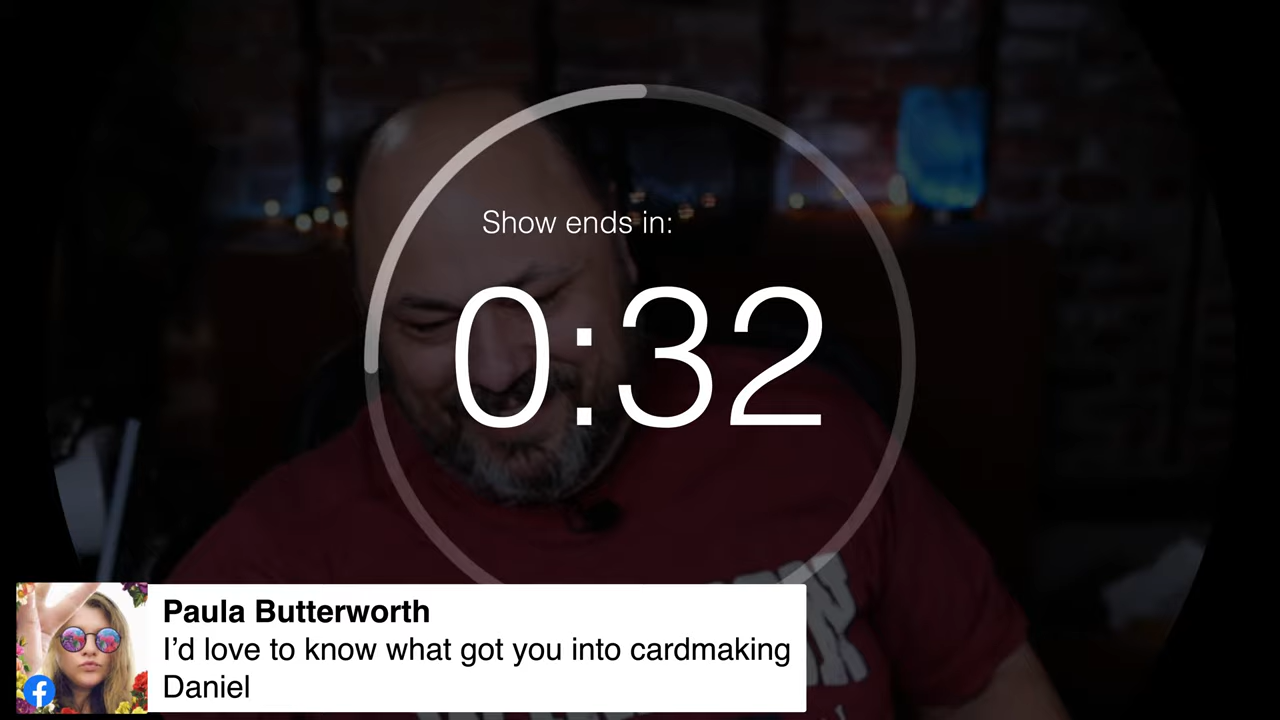 Show ends in:
0:32
Paula Butterworth
I’d love to know what got you into cardmaking
Daniel